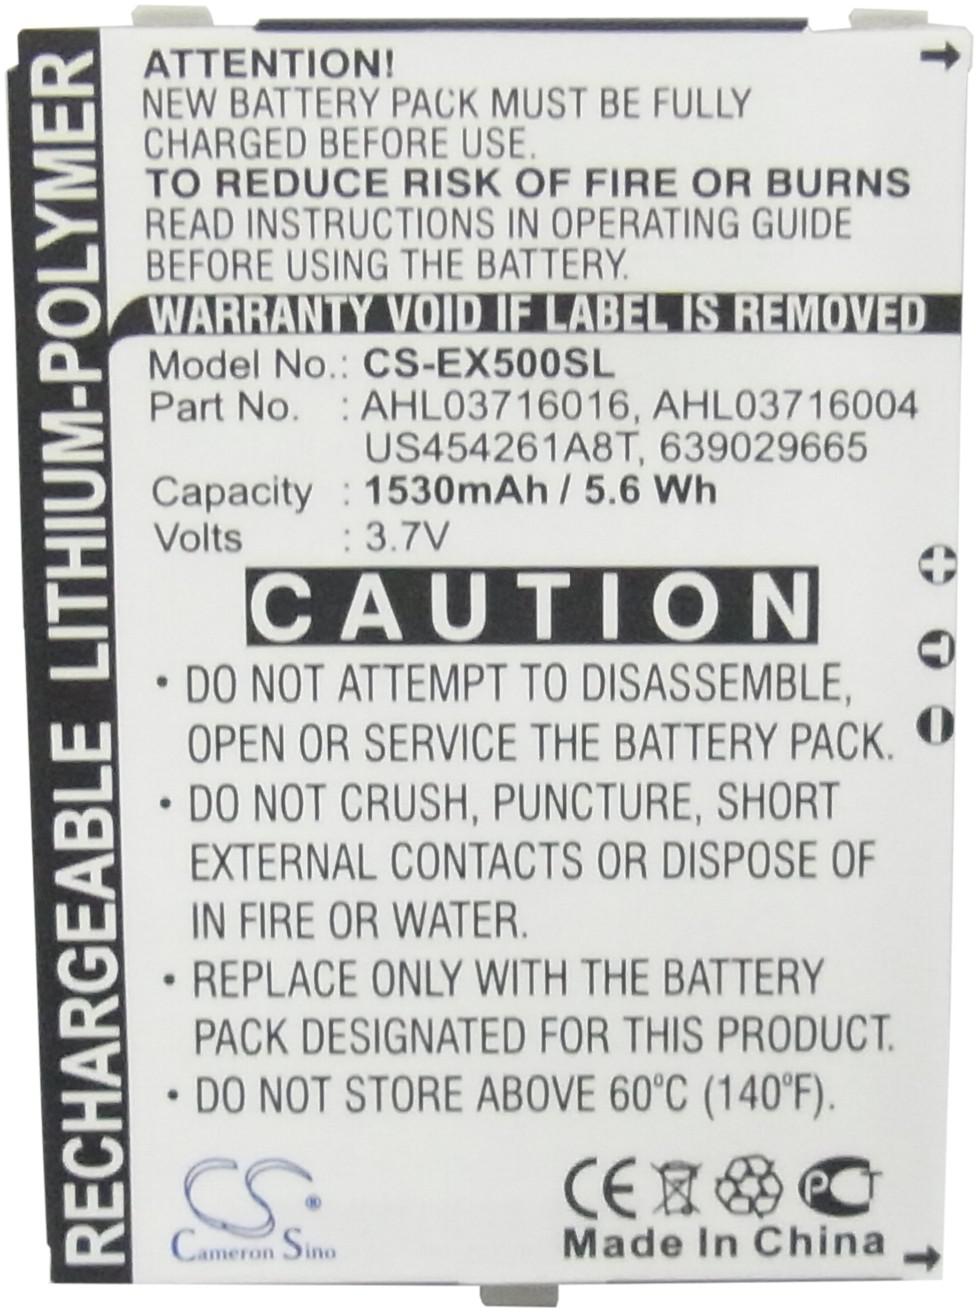 RECHARGEABLE LITHIUM-POLYMER
ATTENTION!
NEW BATTERY PACK MUST BE FULLY
CHARGED BEFORE USE.
TO REDUCE RISK OF FIRE OR BURNS
READ INSTRUCTIONS IN OPERATING GUIDE
BEFORE USING THE BATTERY.
WARRANTY VOID IF LABEL IS REMOVED
Model No.: CS-EX500SL
Part No. : AHL03716016, AHL03716004
US454261A8T, 639029665
Capacity : 1530mAh / 5.6 Wh
Volts : 3.7V
+
T
-
CAUTION
• DO NOT ATTEMPT TO DISASSEMBLE,
OPEN OR SERVICE THE BATTERY PACK.
• DO NOT CRUSH, PUNCTURE, SHORT
EXTERNAL CONTACTS OR DISPOSE OF
IN FIRE OR WATER.
• REPLACE ONLY WITH THE BATTERY
PACK DESIGNATED FOR THIS PRODUCT.
• DO NOT STORE ABOVE 60°C (140°F).
CS®
Cameron Sino
CE PCT
Made In China